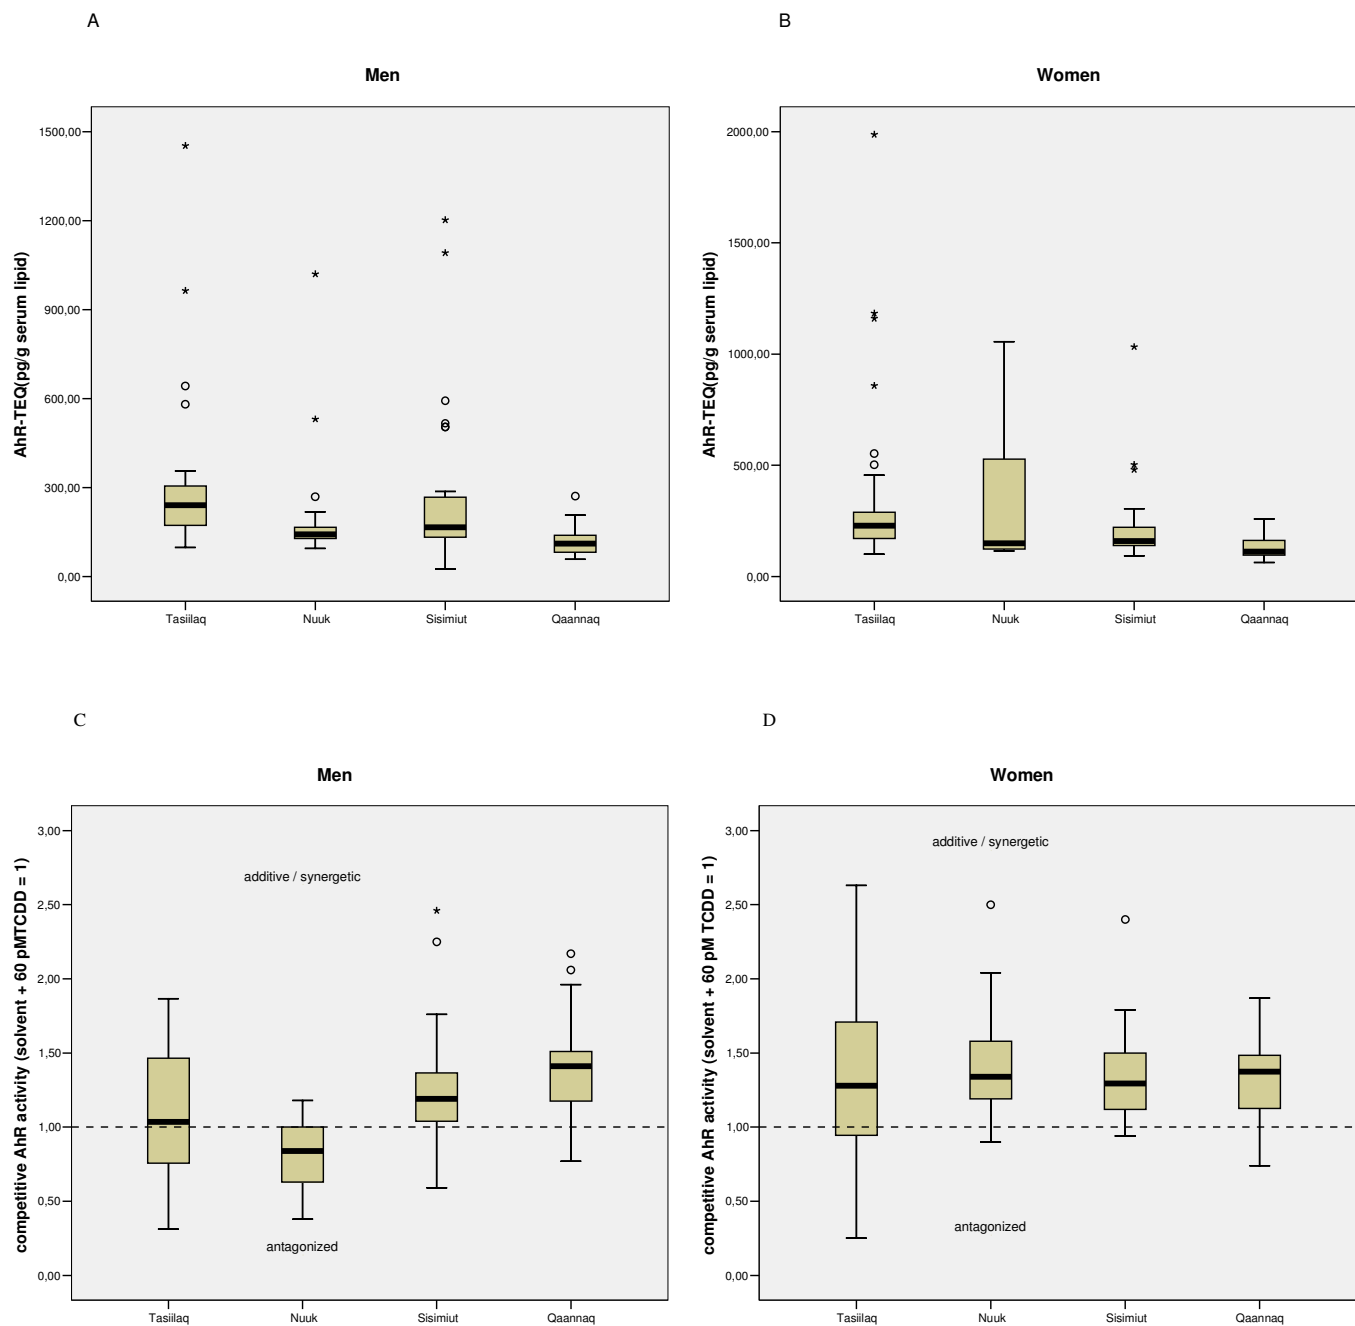 A
Men
AhR-TEQ(pg/g serum lipid)
1500,00
1200,00
900,00
600,00
300,00
0,00
Tasiilaq Nuuk Sisimiut Qaannaq
B
Women
AhR-TEQ(pg/g serum lipid)
2000,00
1500,00
1000,00
500,00
0,00
Tasiilaq Nuuk Sisimiut Qaannaq
C
Men
competitive AhR activity (solvent + 60 pMTCDD = 1)
3,00
2,50
2,00
1,50
1,00
0,50
0,00
additive / synergetic
antagonized
Tasiilaq Nuuk Sisimiut Qaannaq
D
Women
competitive AhR activity (solvent + 60 pM TCDD = 1)
3,00
2,50
2,00
1,50
1,00
0,50
0,00
additive / synergetic
antagonized
Tasiilaq Nuuk Sisimiut Qaannaq